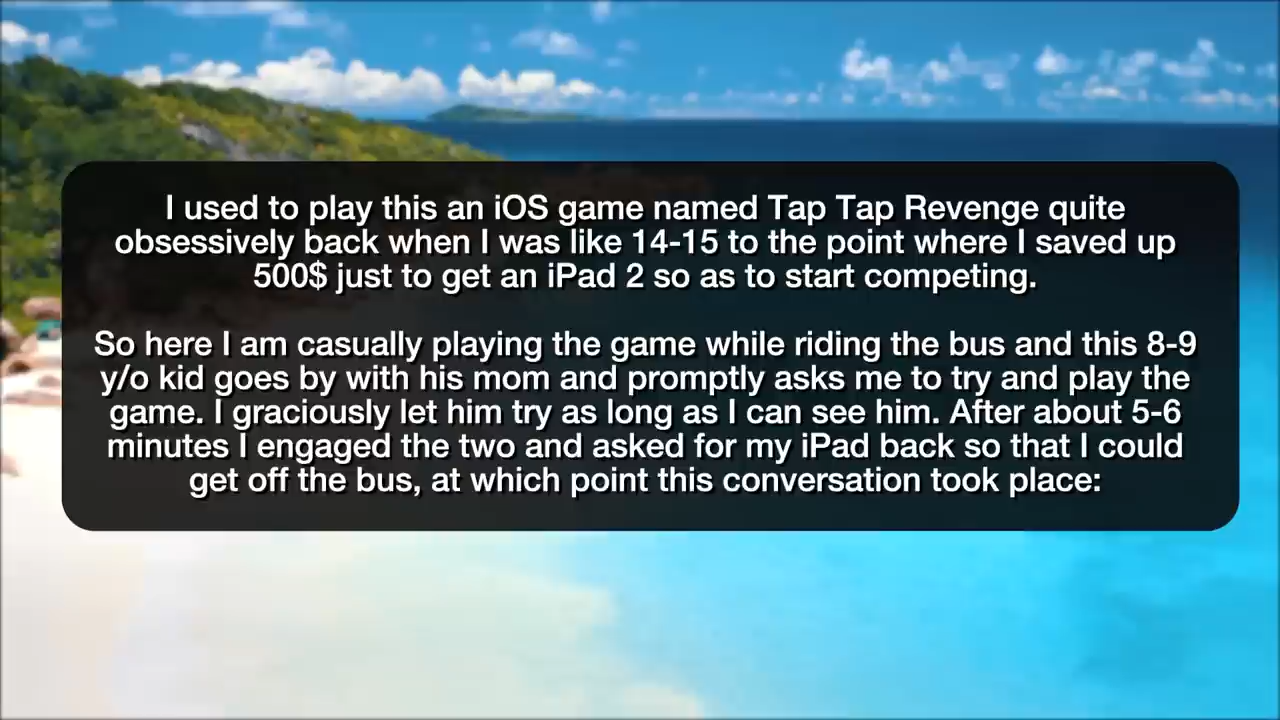 I used to play this an iOS game named Tap Tap Revenge quite
obsessively back when I was like 14-15 to the point where I saved up
500$ just to get an iPad 2 so as to start competing.
So here I am casually playing the game while riding the bus and this 8-9
y/o kid goes by with his mom and promptly asks me to try and play the
game. I graciously let him try as long as I can see him. After about 5-6
minutes I engaged the two and asked for my iPad back so that I could
get off the bus, at which point this conversation took place: